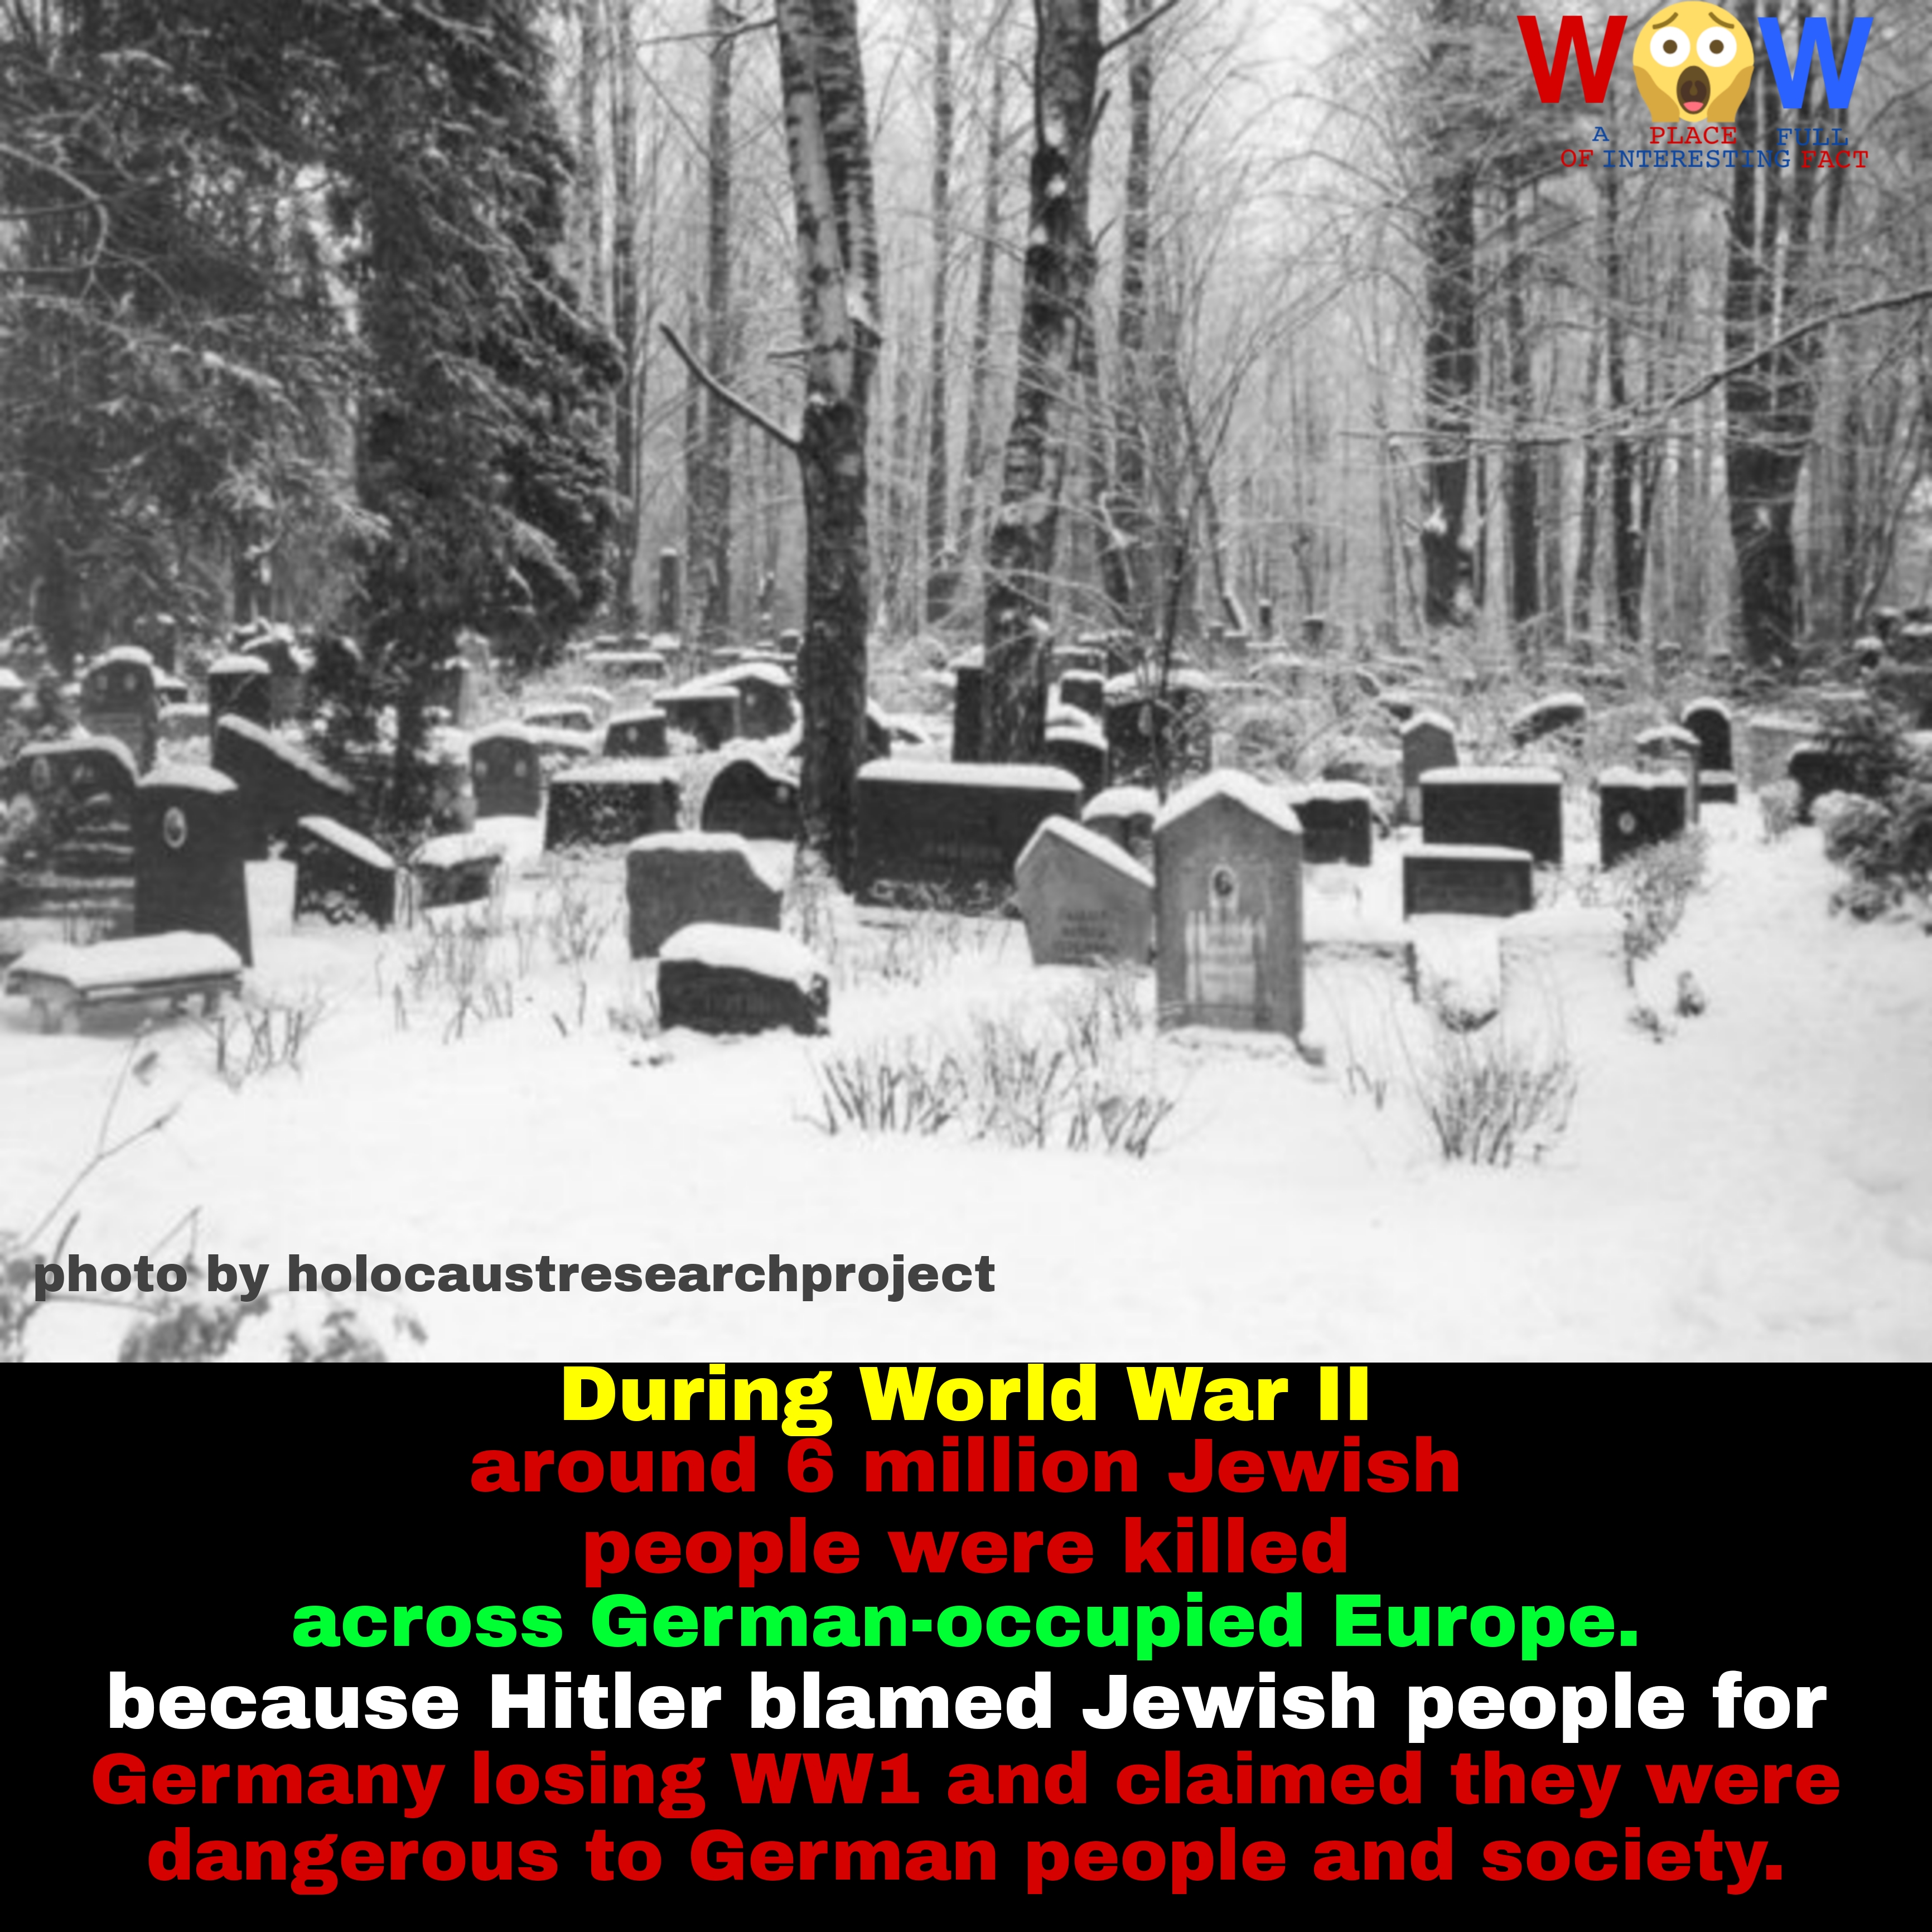 W😱W
A PLACE FULL
OF INTERESTING FACT
photo by holocaustresearchproject
During World War II
around 6 million Jewish
people were killed
across German-occupied Europe.
because Hitler blamed Jewish people for
Germany losing WW1 and claimed they were
dangerous to German people and society.